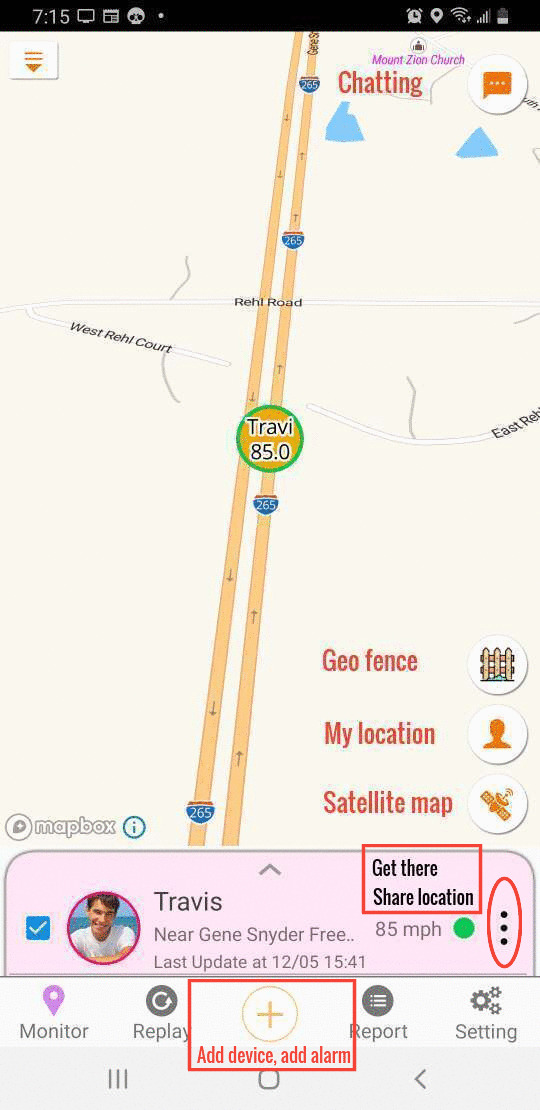 7:15
Gene S
265
Mount Zion Church
Chatting
265
Rehl Road
West Rehl Court
Travi
85.0
East Rehl
265
Geo fence
My location
Satellite map
265
mapbox
Get there
Share location
Travis
Near Gene Snyder Free..
85 mph
Last Update at 12/05 15:41
Monitor
Replay
Report
Setting
Add device, add alarm